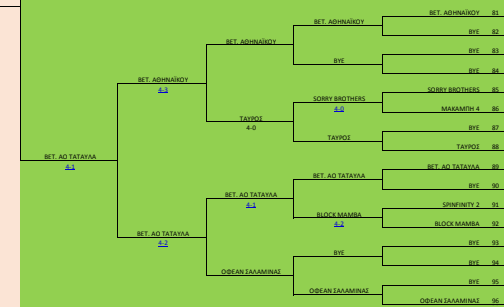 ΒΕΤ. ΑΘΗΝΑΪΚΟΥ 81
ΒΕΤ. ΑΘΗΝΑΪΚΟΥ
BYE 82
ΒΕΤ. ΑΘΗΝΑΪΚΟΥ
BYE 83
BYE
BYE 84
ΒΕΤ. ΑΘΗΝΑΪΚΟΥ
4-3
SORRY BROTHERS 85
SORRY BROTHERS
4-0
ΜΑΚΑΜΠΗ 4 86
ΤΑΥΡΟΣ
4-0
BYE 87
ΤΑΥΡΟΣ
ΤΑΥΡΟΣ 88
ΒΕΤ. ΑΟ ΤΑΤΑΥΛΑ
4-1
ΒΕΤ. ΑΟ ΤΑΤΑΥΛΑ 89
ΒΕΤ. ΑΟ ΤΑΤΑΥΛΑ
BYE 90
ΒΕΤ. ΑΟ ΤΑΤΑΥΛΑ
4-1
SPINFINITY 2 91
BLOCK MAMBA
4-2
BLOCK MAMBA 92
ΒΕΤ. ΑΟ ΤΑΤΑΥΛΑ
4-2
BYE 93
BYE
BYE 94
ΟΦΕΑΝ ΣΑΛΑΜΙΝΑΣ
BYE 95
ΟΦΕΑΝ ΣΑΛΑΜΙΝΑΣ
ΟΦΕΑΝ ΣΑΛΑΜΙΝΑΣ 96